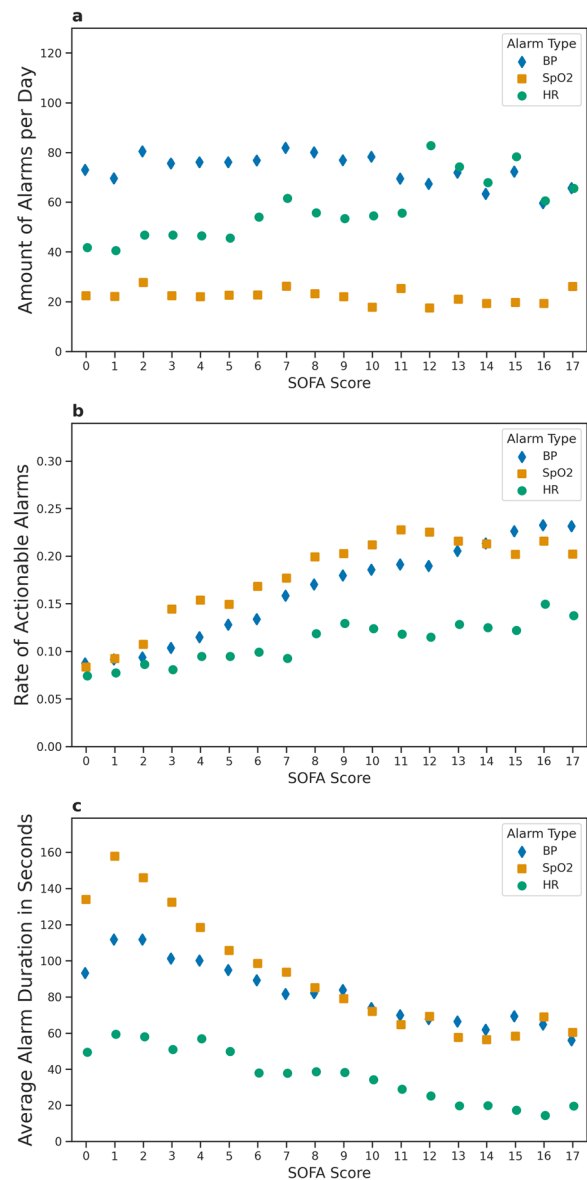 a
Amount of Alarms per Day
120
100
80
60
40
20
0
Alarm Type
BP
SpO2
HR
0 1 2 3 4 5 6 7 8 9 10 11 12 13 14 15 16 17
SOFA Score
b
Rate of Actionable Alarms
0.30
0.25
0.20
0.15
0.10
0.05
0.00
Alarm Type
BP
SpO2
HR
0 1 2 3 4 5 6 7 8 9 10 11 12 13 14 15 16 17
SOFA Score
c
Average Alarm Duration in Seconds
160
140
120
100
80
60
40
20
0
Alarm Type
BP
SpO2
HR
0 1 2 3 4 5 6 7 8 9 10 11 12 13 14 15 16 17
SOFA Score